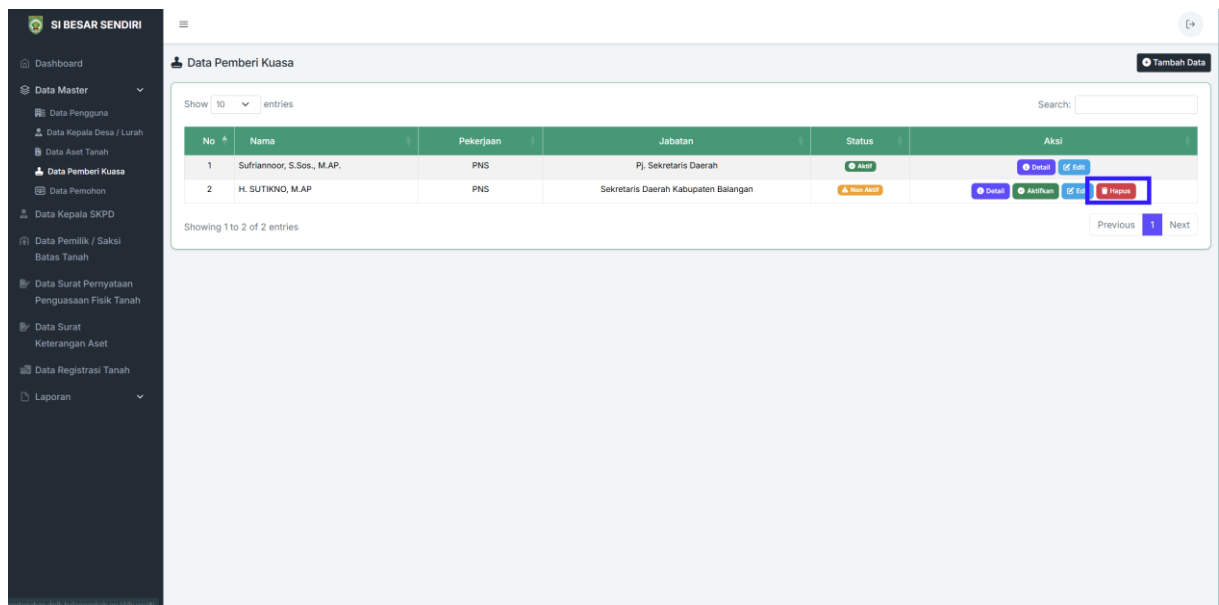 SI BESAR SENDIRI
Dashboard
Data Master
Data Pengguna
Data Kepala Desa / Lurah
Data Aset Tanah
Data Pemberi Kuasa
Data Pemohon
Data Kepala SKPD
Data Pemilik / Saksi
Batas Tanah
Data Surat Pernyataan
Penguasaan Fisik Tanah
Data Surat
Keterangan Aset
Data Registrasi Tanah
Laporan
Data Pemberi Kuasa
Tambah Data
Show 10 entries
Search:
No Nama Pekerjaan Jabatan Status Aksi
1 Sufriannoor, S.Sos., M.AP. PNS Pj. Sekretaris Daerah Aktif Detail Edit
2 H. SUTIKNO, M.AP PNS Sekretaris Daerah Kabupaten Balangan Non Aktif Detail Aktifkan Hapus
Showing 1 to 2 of 2 entries
Previous 1 Next